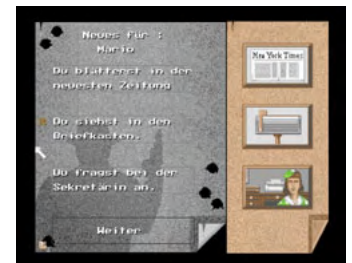 Neues für :
Mario
Du blätterst in der
neuesten Zeitung
Du siehst in den
Briefkasten.
Du fragst bei der
Sekretärin an.
Weiter
New York Times